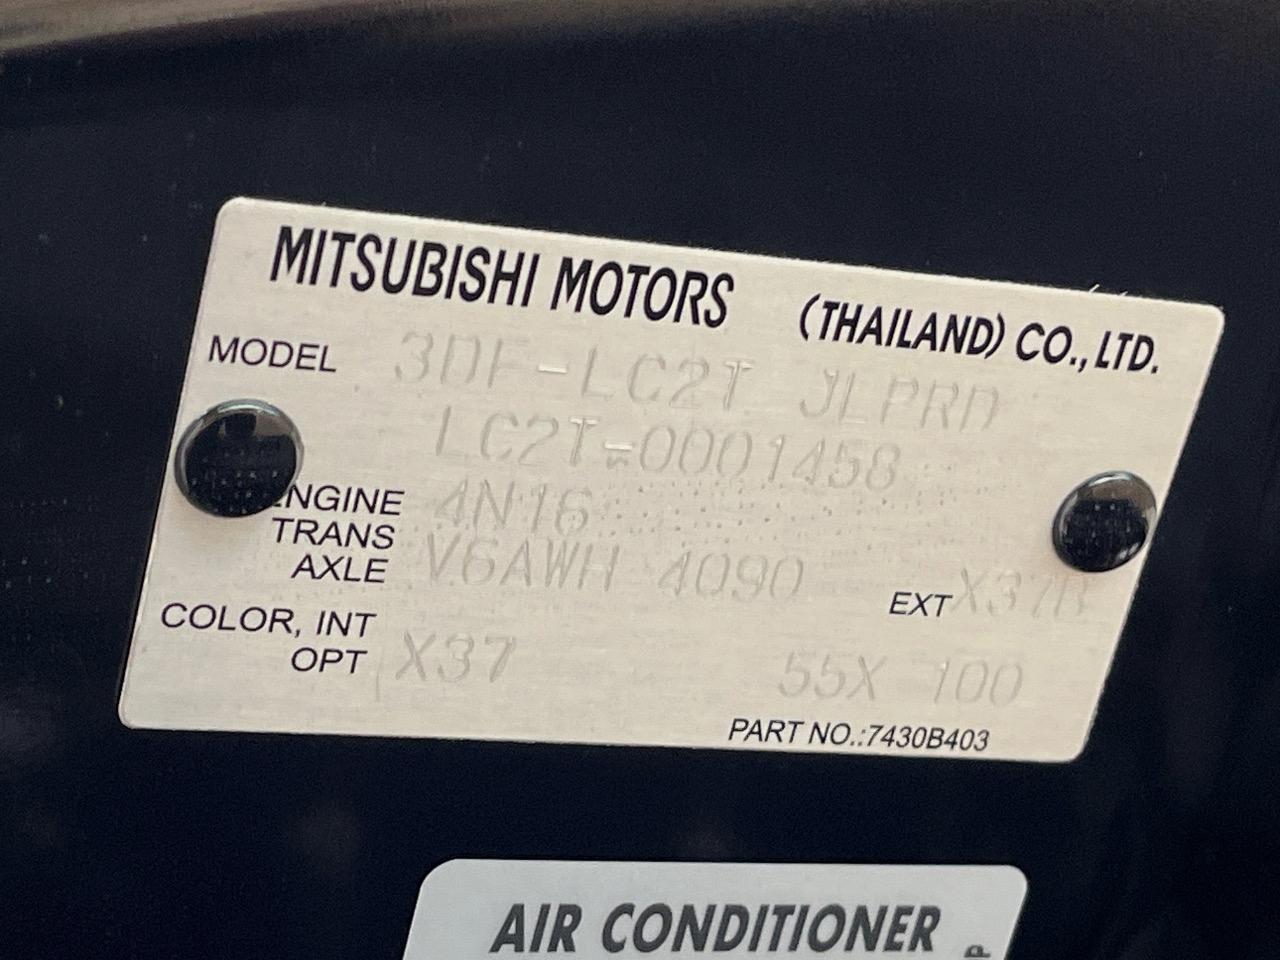 MITSUBISHI MOTORS (THAILAND) CO., LTD.
MODEL 3DF-LC2T JLPRD
LC2T-0001458
ENGINE 4N16
TRANS
AXLE V6AWH 4090
EXT X37B
COLOR, INT
OPT X37 55X 100
PART NO.:7430B403
AIR CONDITIONER